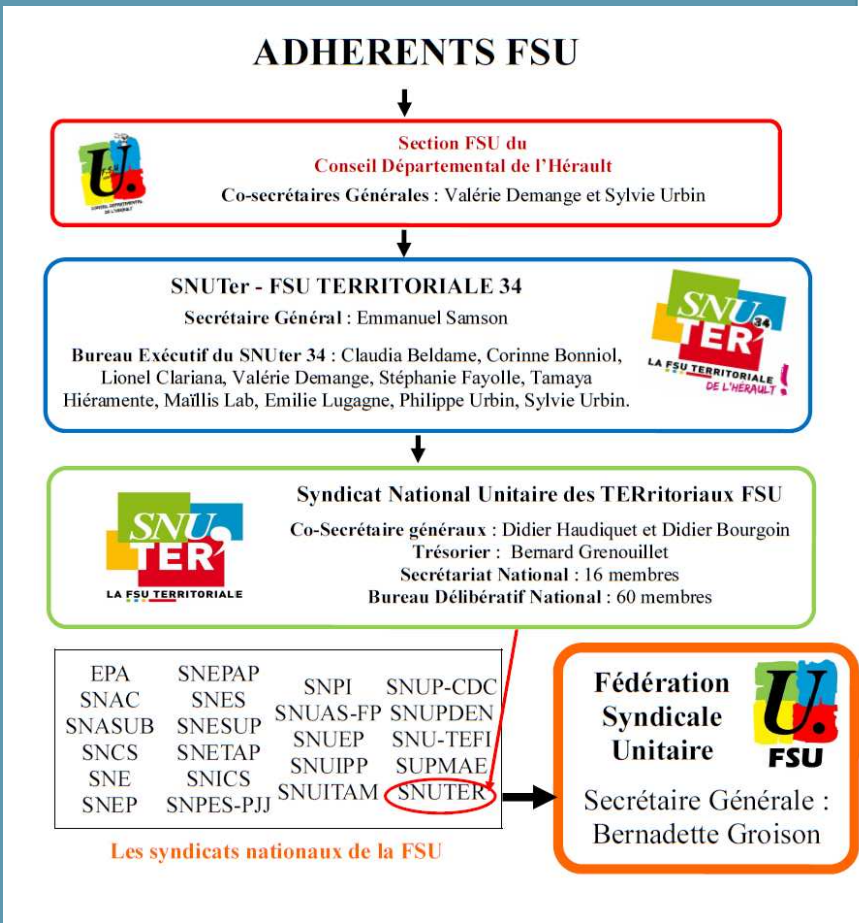 ADHERENTS FSU
U.
FSU
CONSEIL DÉPARTEMENTAL
DE L'HÉRAULT
Section FSU du
Conseil Départemental de l'Hérault
Co-secrétaires Générales : Valérie Demange et Sylvie Urbin
SNUTer - FSU TERRITORIALE 34
Secrétaire Général : Emmanuel Samson
Bureau Exécutif du SNUter 34 : Claudia Beldame, Corinne Bonniol,
Lionel Clariana, Valérie Demange, Stéphanie Fayolle, Tamaya
Hiéramente, Maïllis Lab, Emilie Lugagne, Philippe Urbin, Sylvie Urbin.
SNU
34
TER'
LA FSU TERRITORIALE
DE L'HÉRAULT !
SNU
TER'
LA FSU TERRITORIALE
Syndicat National Unitaire des TERritoriaux FSU
Co-Secrétaire généraux : Didier Haudiquet et Didier Bourgoin
Trésorier : Bernard Grenouillet
Secrétariat National : 16 membres
Bureau Délibératif National : 60 membres
EPA
SNAC
SNASUB
SNCS
SNE
SNEP
SNEPAP
SNES
SNESUP
SNETAP
SNICS
SNPES-PJJ
SNPI
SNUAS-FP
SNUEP
SNUIPP
SNUITAM
SNUP-CDC
SNUPDEN
SNU-TEFI
SUPMAE
SNUTER
Les syndicats nationaux de la FSU
Fédération
Syndicale
Unitaire
U.
FSU
Secrétaire Générale :
Bernadette Groison